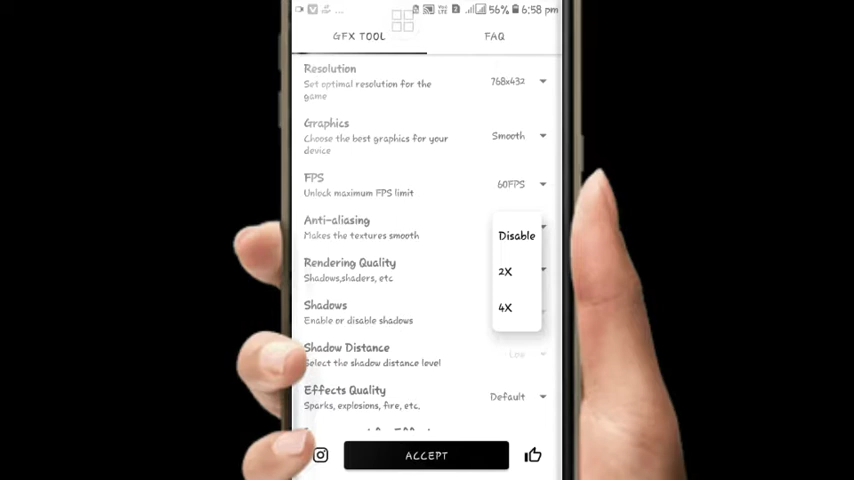 56% 6:58 pm
GFX TOOL
FAQ
Resolution
Set optimal resolution for the
game
768x432
Graphics
Choose the best graphics for your
device
Smooth
FPS
Unlock maximum FPS limit
60FPS
Anti-aliasing
Makes the textures smooth
Disable
2X
4X
Rendering Quality
Shadows,shaders, etc
Shadows
Enable or disable shadows
Shadow Distance
Select the shadow distance level
Low
Effects Quality
Sparks, explosions, fire, etc.
Default
ACCEPT